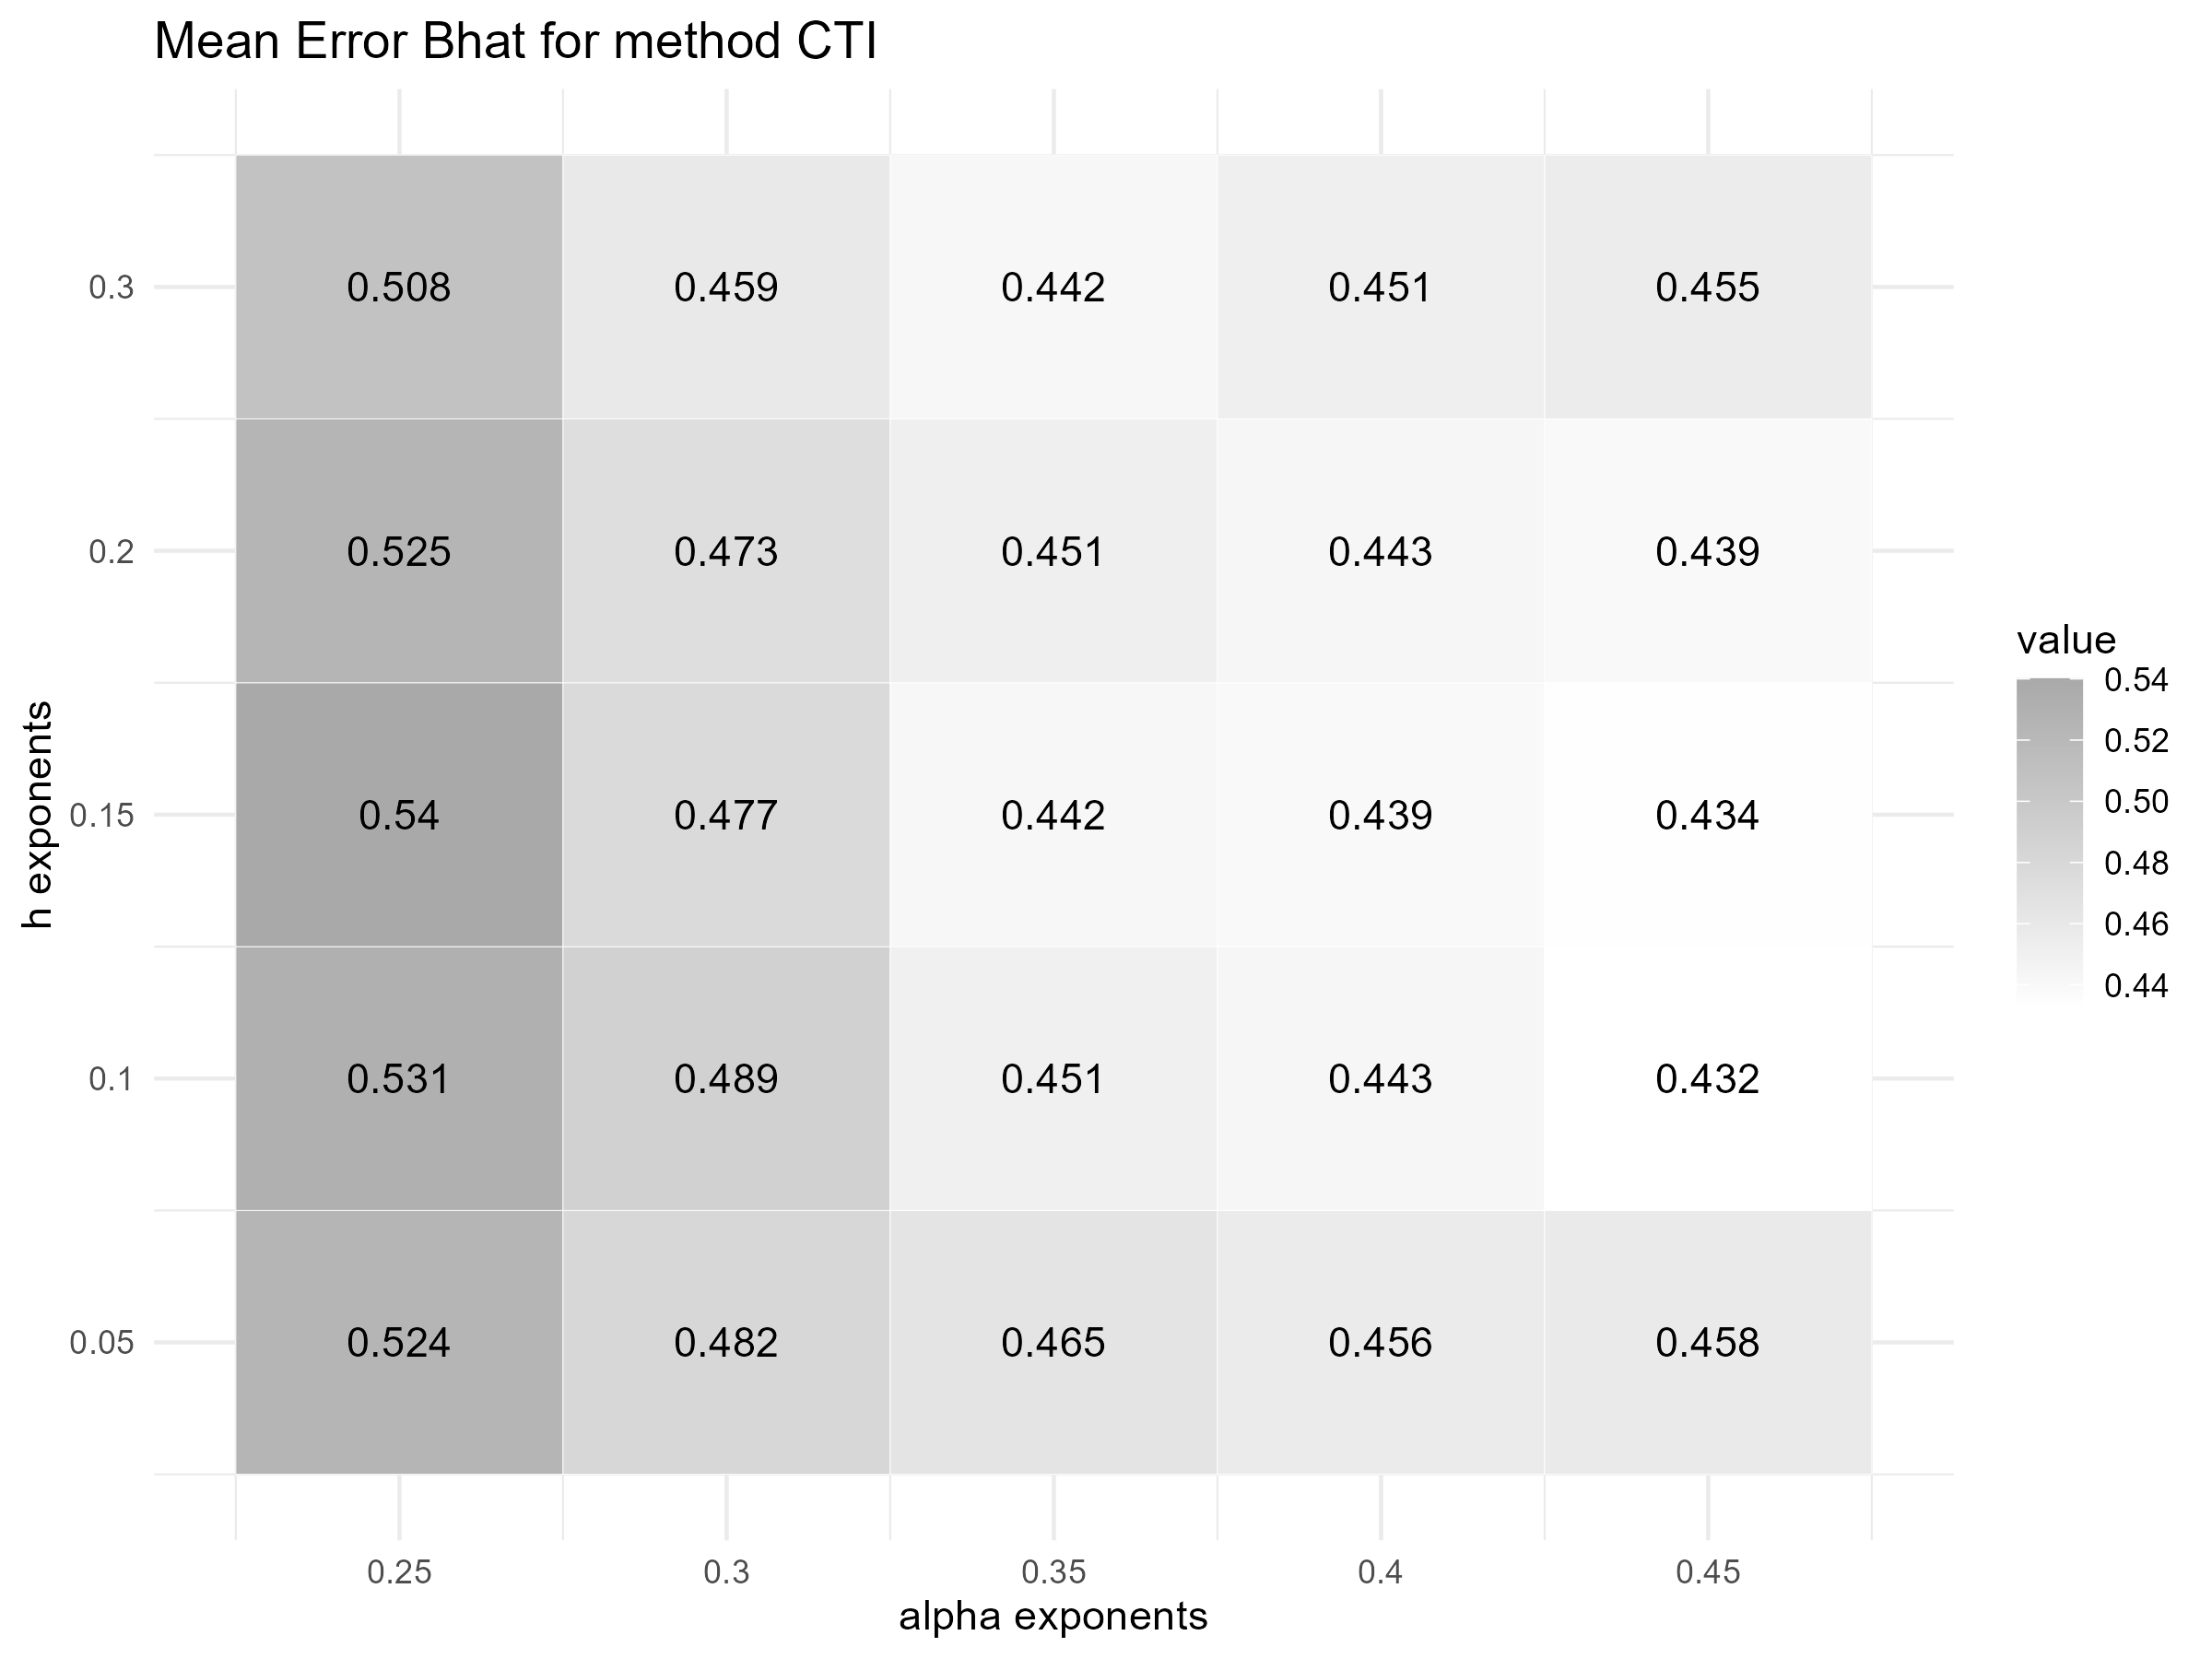 Mean Error Bhat for method CTI
h exponents
0.3 0.508 0.459 0.442 0.451 0.455
0.2 0.525 0.473 0.451 0.443 0.439
0.15 0.54 0.477 0.442 0.439 0.434
0.1 0.531 0.489 0.451 0.443 0.432
0.05 0.524 0.482 0.465 0.456 0.458
0.25 0.3 0.35 0.4 0.45
alpha exponents
value
0.54
0.52
0.50
0.48
0.46
0.44